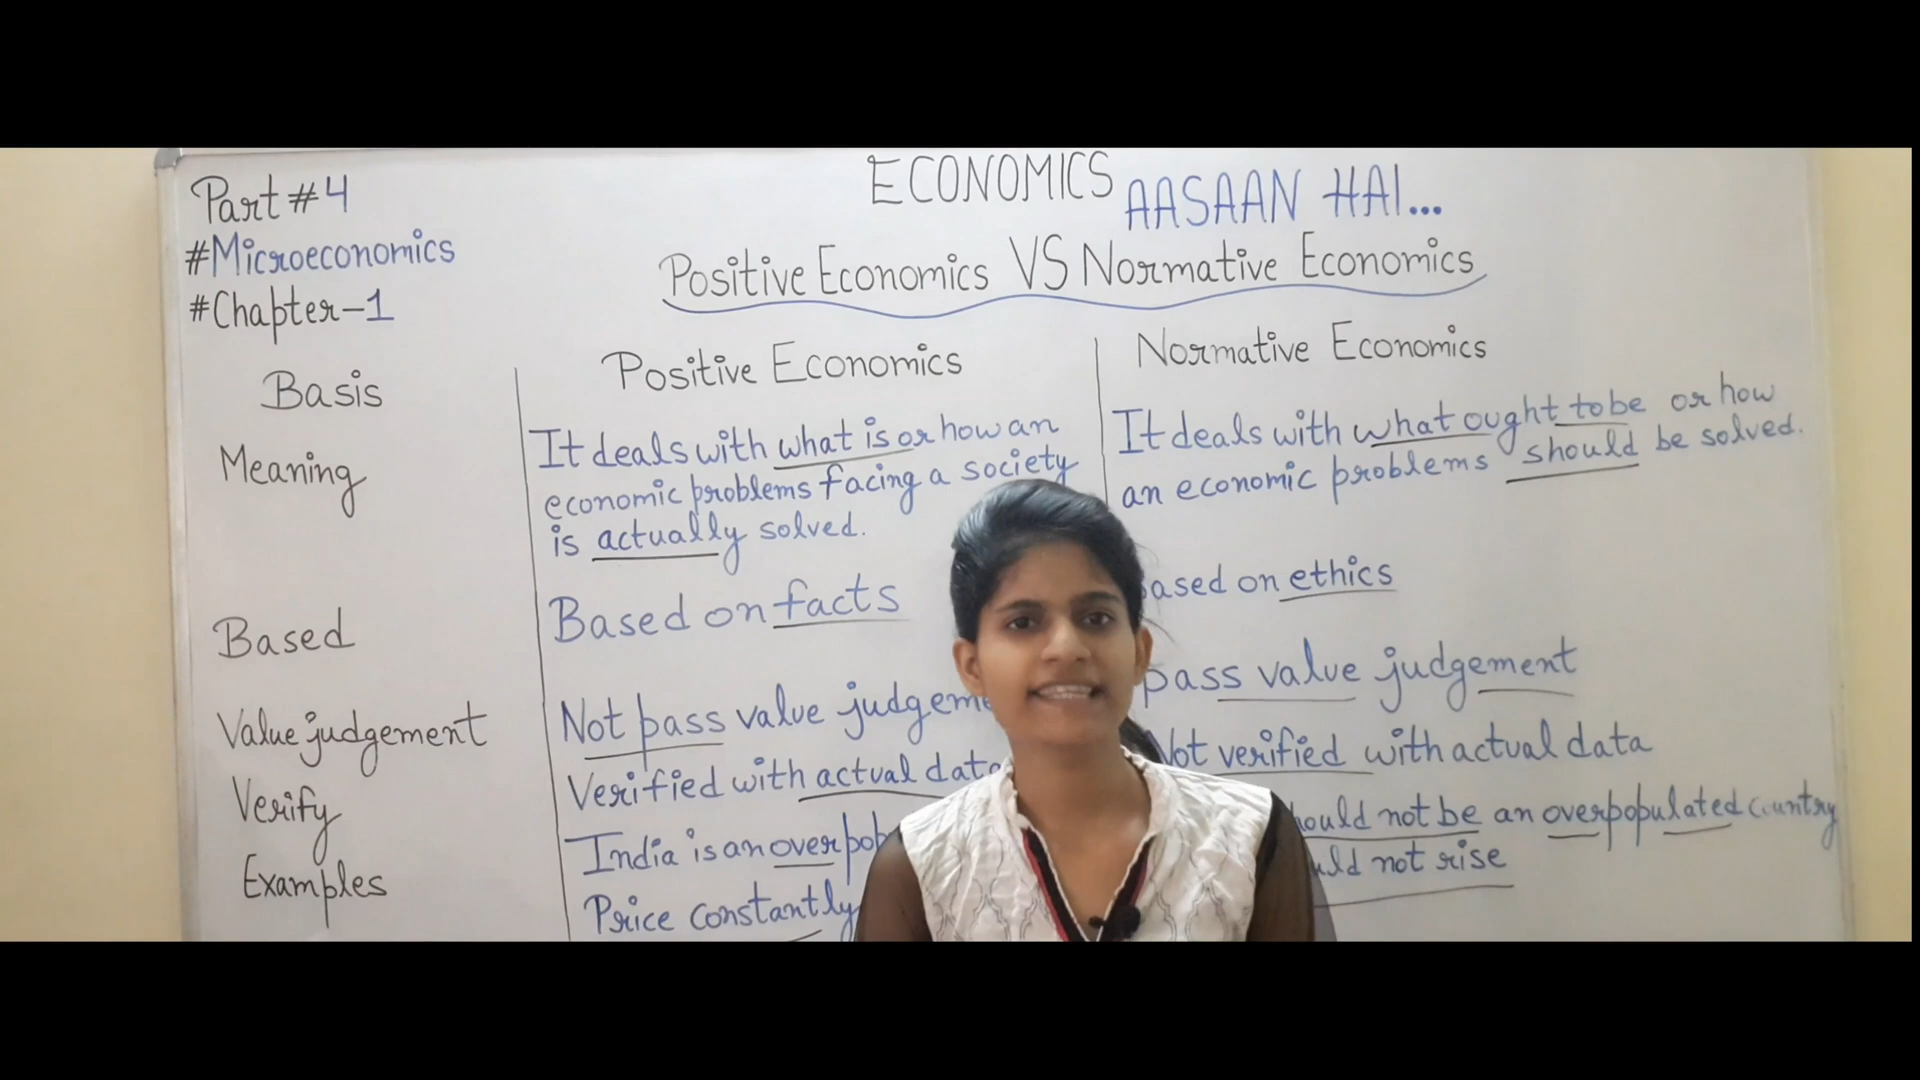 Part #4
#Microeconomics
#Chapter-1
ECONOMICS AASAAN HAI...
Positive Economics VS Normative Economics
Basis
Positive Economics
Normative Economics
Meaning
It deals with what is or how an
economic problems facing a society
is actually solved.
It deals with what ought to be or how
an economic problems should be solved.
Based
Based on facts
ased on ethics
Value judgement
Not pass value judgeme
pass value judgement
Verify
Verified with actual data
Not verified with actual data
Examples
India is an overpop
Price constantly
ould not be an overpopulated country
uld not rise